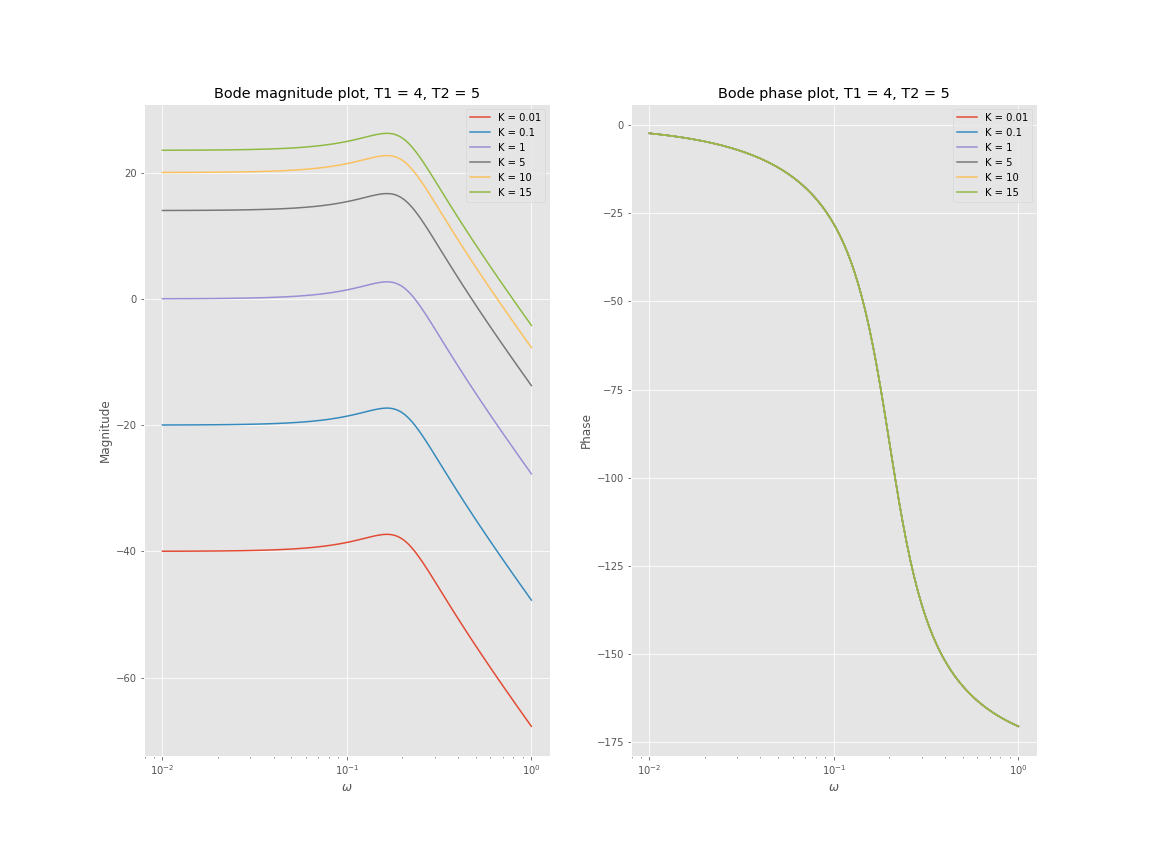 Bode magnitude plot, T1 = 4, T2 = 5
K = 0.01
K = 0.1
K = 1
K = 5
K = 10
K = 15
20
0
−20
−40
−60
Magnitude
10⁻²
10⁻¹
10⁰
ω
Bode phase plot, T1 = 4, T2 = 5
K = 0.01
K = 0.1
K = 1
K = 5
K = 10
K = 15
0
−25
−50
−75
−100
−125
−150
−175
Phase
10⁻²
10⁻¹
10⁰
ω